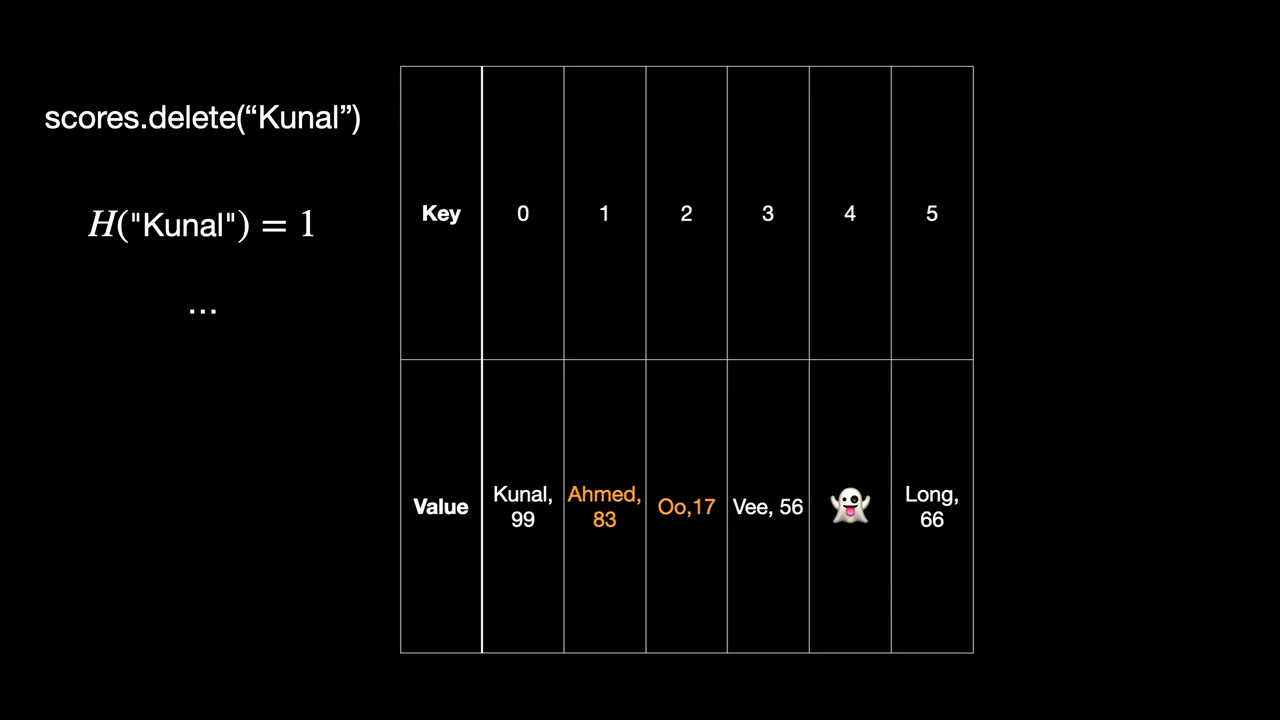 scores.delete(“Kunal”)
H("Kunal") = 1
...
Key 0 1 2 3 4 5
Value Kunal, 99 Ahmed, 83 Oo,17 Vee, 56 👻 Long, 66